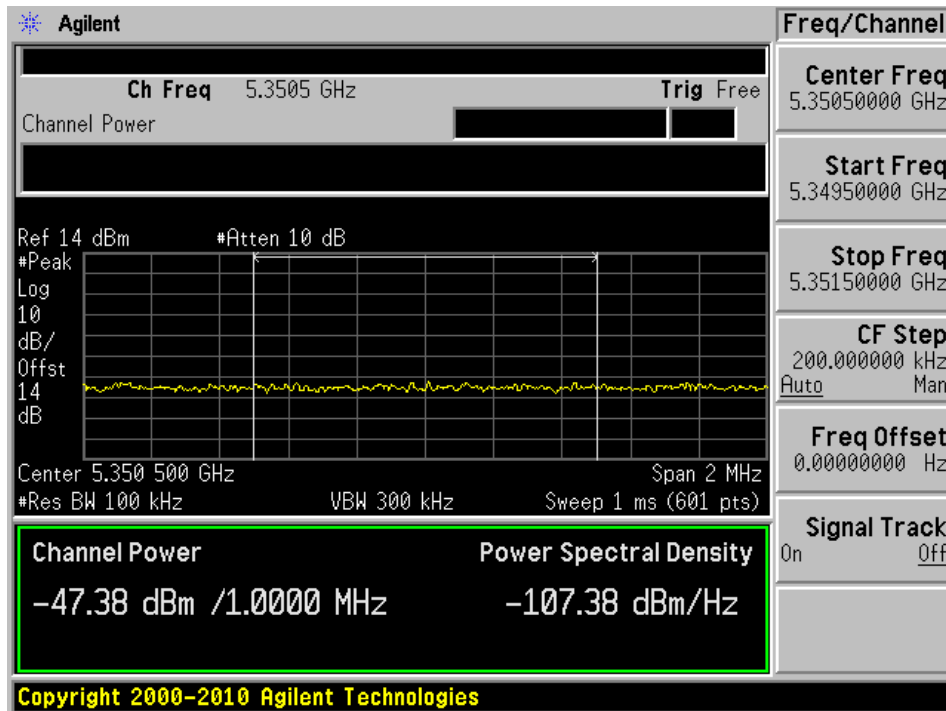 Agilent
Freq/Channel
Ch Freq 5.3505 GHz Trig Free
Channel Power
Center Freq
5.35050000 GHz
Start Freq
5.34950000 GHz
Stop Freq
5.35150000 GHz
CF Step
200.000000 kHz
Auto Man
Freq Offset
0.00000000 Hz
Signal Track
On Off
Ref 14 dBm #Atten 10 dB
#Peak
Log
10
dB/
Offst
14
dB
Center 5.350 500 GHz Span 2 MHz
#Res BW 100 kHz VBW 300 kHz Sweep 1 ms (601 pts)
Channel Power Power Spectral Density
-47.38 dBm /1.0000 MHz -107.38 dBm/Hz
Copyright 2000-2010 Agilent Technologies